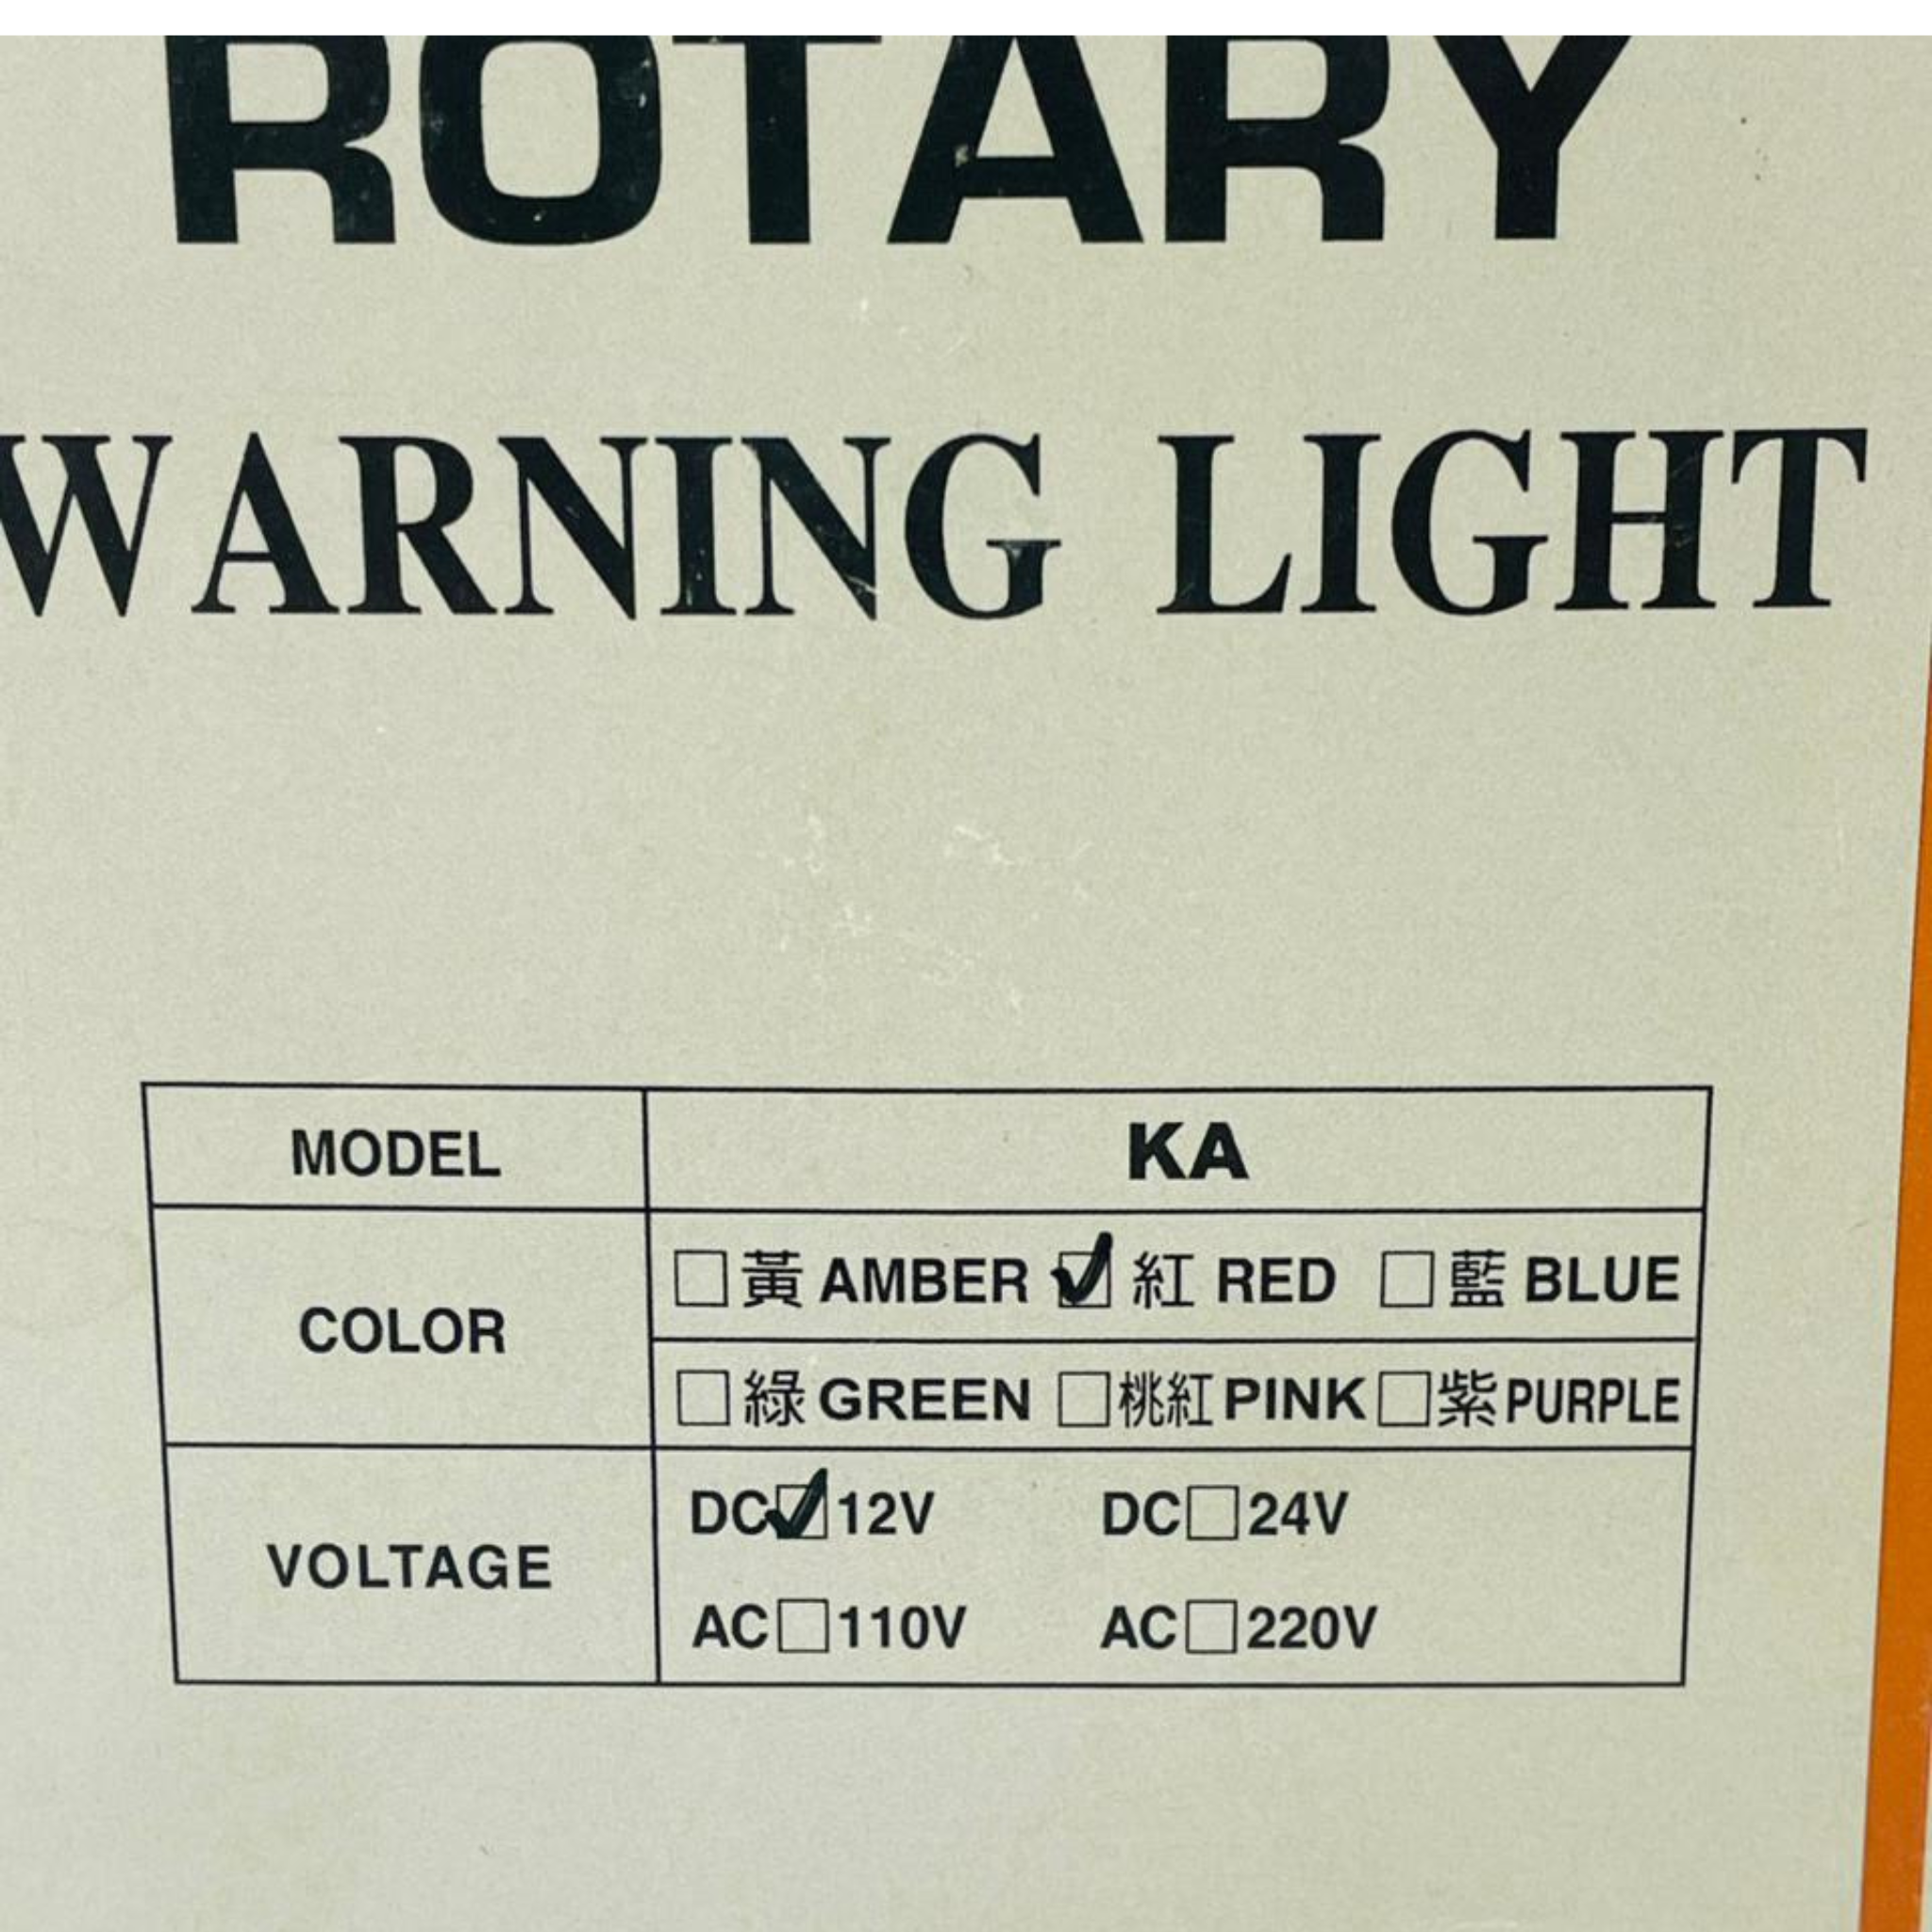 ROTARY
WARNING LIGHT
MODEL KA
COLOR
☐黃 AMBER ☑紅 RED ☐藍 BLUE
☐綠 GREEN ☐桃紅 PINK ☐紫 PURPLE
VOLTAGE
DC☑12V DC☐24V
AC☐110V AC☐220V